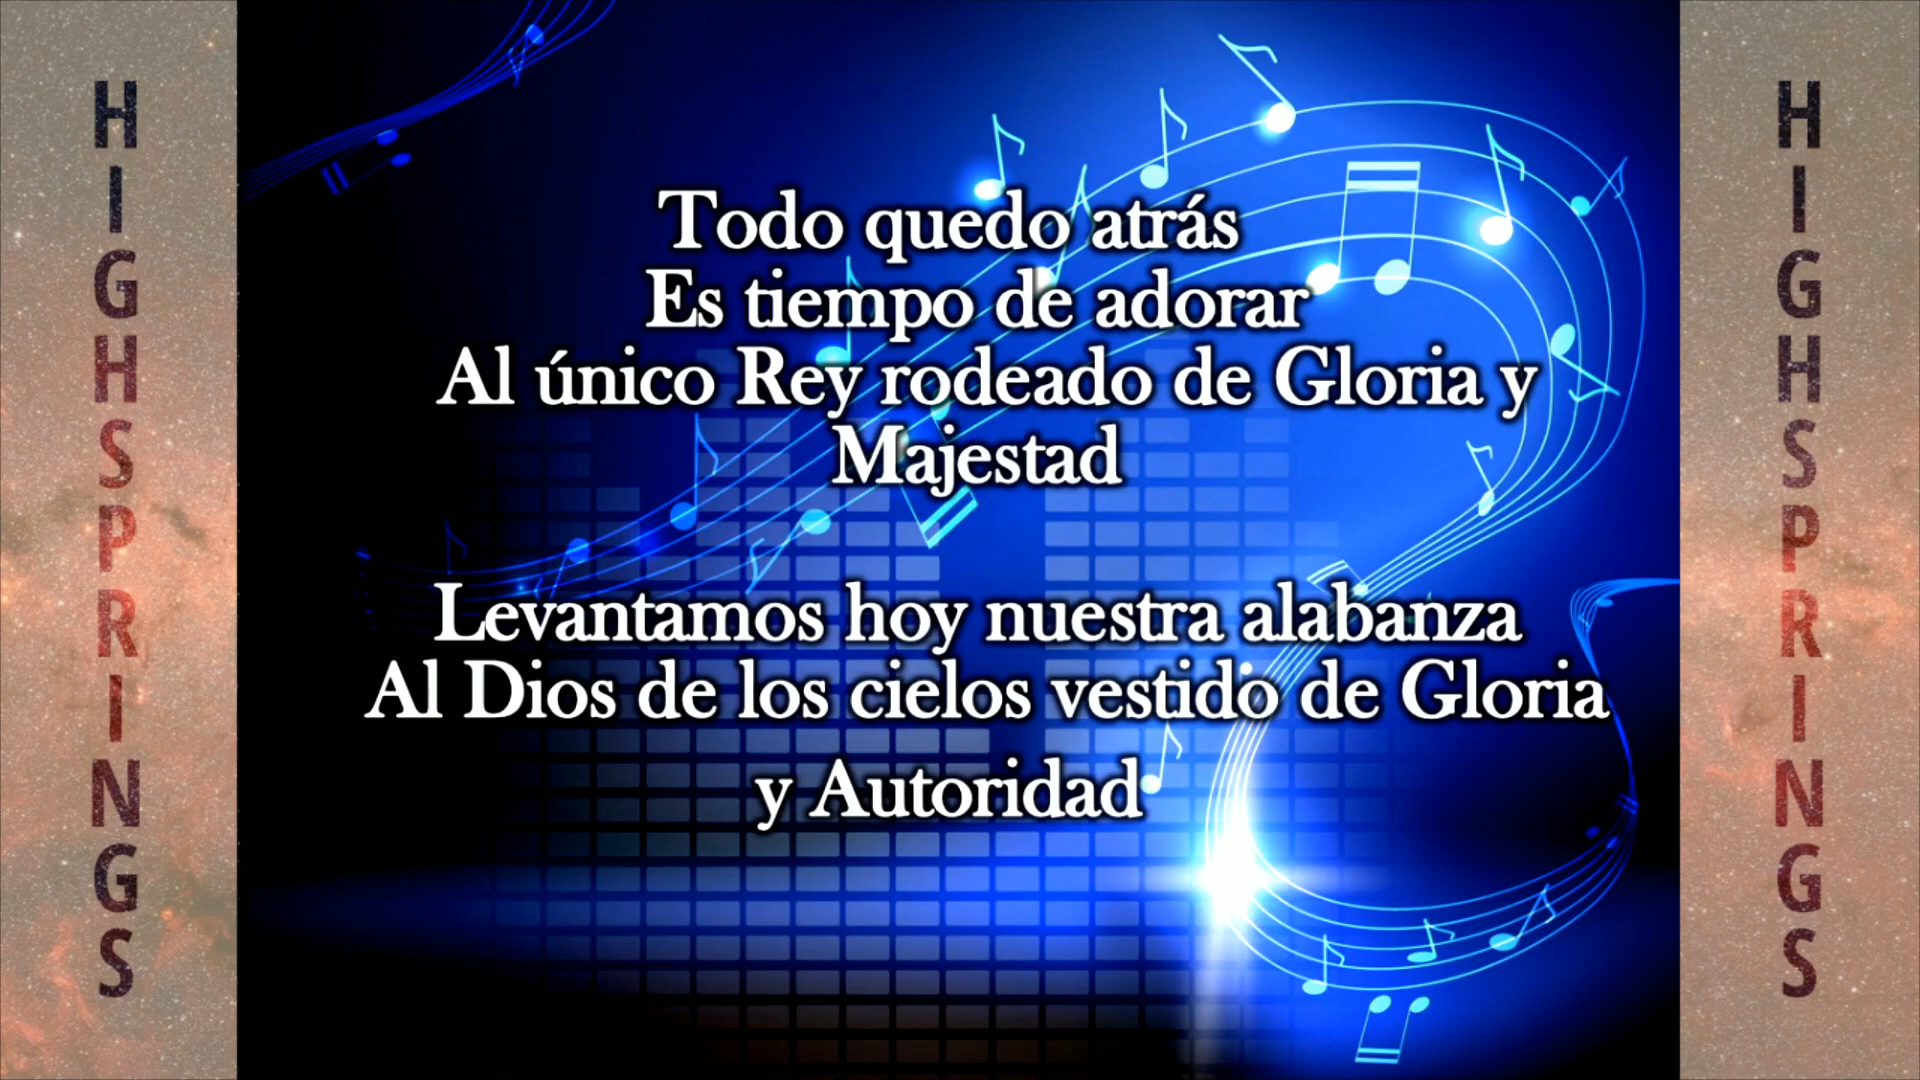 HIGHSPRINGS
Todo quedo atrás
Es tiempo de adorar
Al único Rey rodeado de Gloria y
Majestad
Levantamos hoy nuestra alabanza
Al Dios de los cielos vestido de Gloria
y Autoridad
HIGHSPRINGS